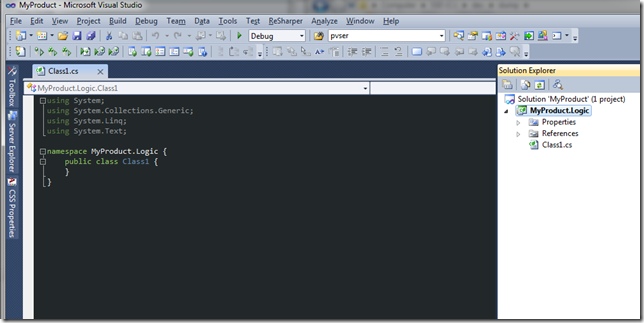 MyProduct - Microsoft Visual Studio
File Edit View Project Build Debug Team Data Tools Test ReSharper Analyze Window Help
Debug pvser
Class1.cs
MyProduct.Logic.Class1
using System;
using System.Collections.Generic;
using System.Linq;
using System.Text;
namespace MyProduct.Logic {
public class Class1 {
}
}
Toolbox
Server Explorer
CSS Properties
Solution Explorer
Solution 'MyProduct' (1 project)
MyProduct.Logic
Properties
References
Class1.cs